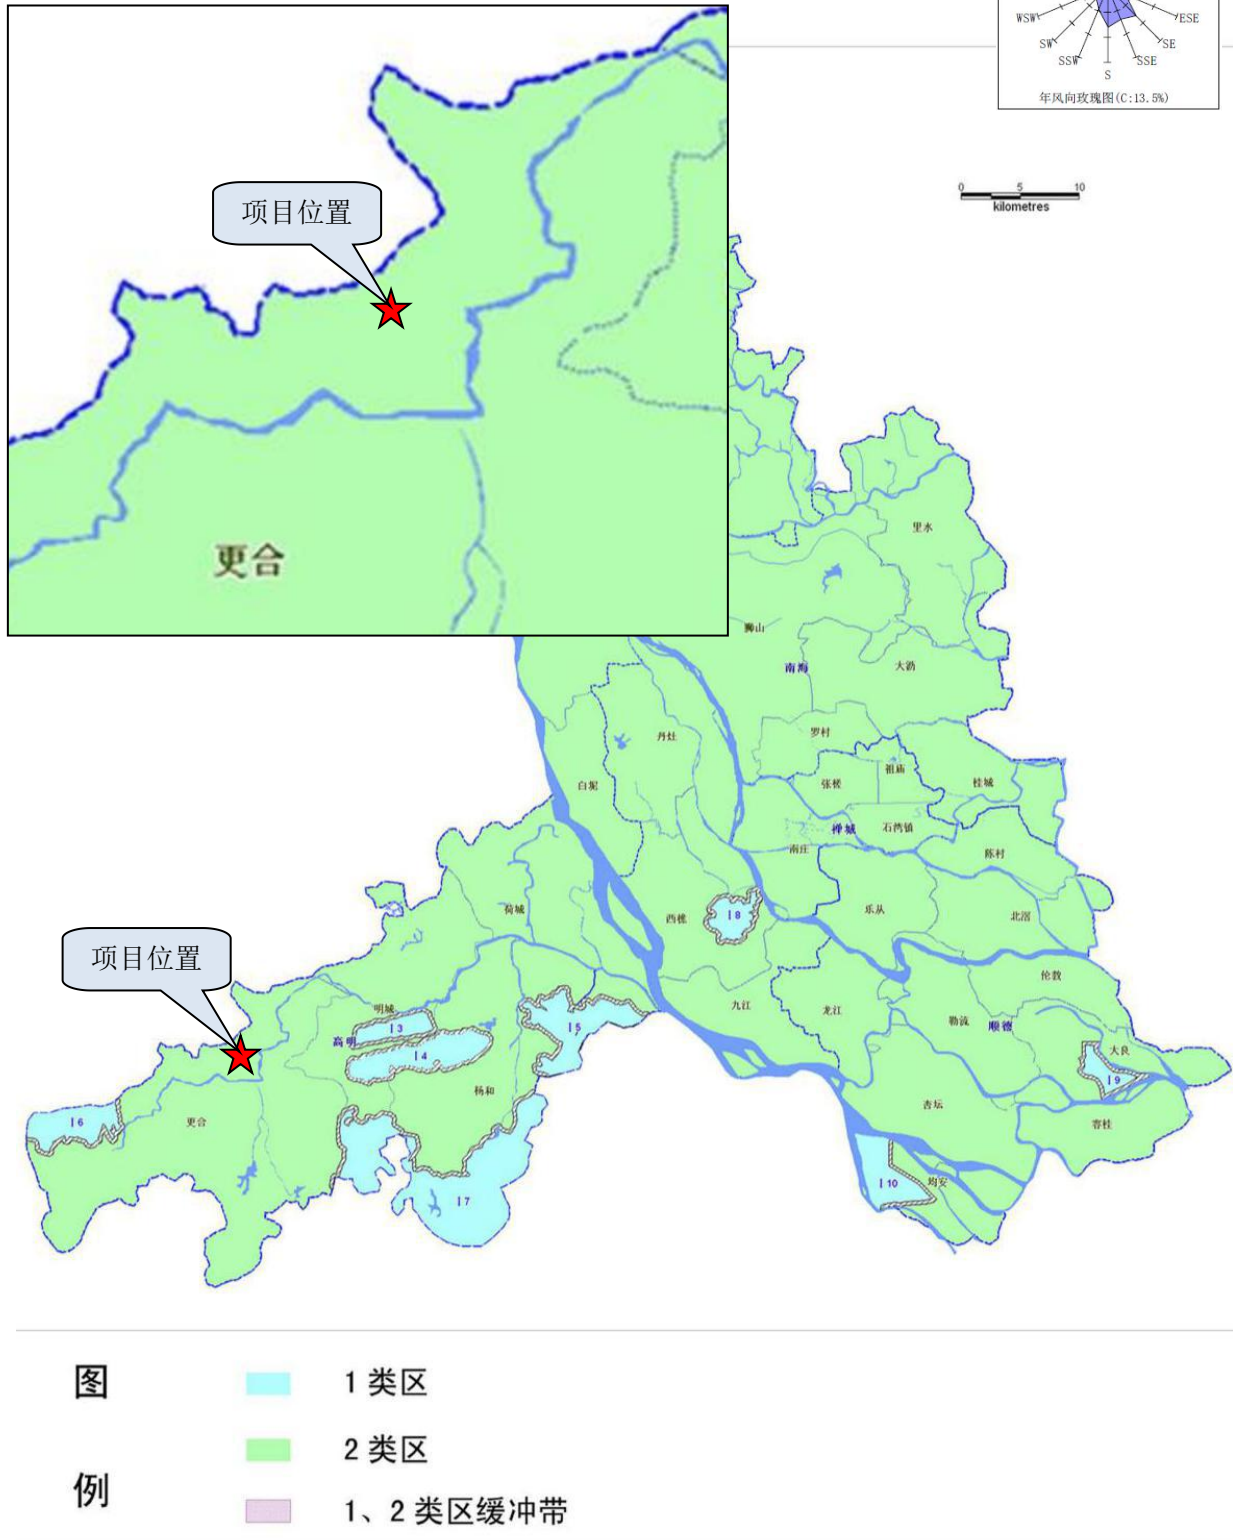 WSW
ESE
SW
SE
SSW
SSE
S
年风向玫瑰图(C:13.5%)
0 5 10
kilometres
项目位置
更合
里水
狮山
南海
大沥
丹灶
罗村
祖庙
张槎
桂城
白坭
禅城
石湾镇
南庄
陈村
荷城
西樵
I8
乐从
北滘
项目位置
伦教
明城
九江
龙江
I3
I5
勒流
顺德
高明
I4
大良
I9
杨和
杏坛
I6
更合
容桂
I7
I10
均安
图
例
1 类区
2 类区
1、2 类区缓冲带